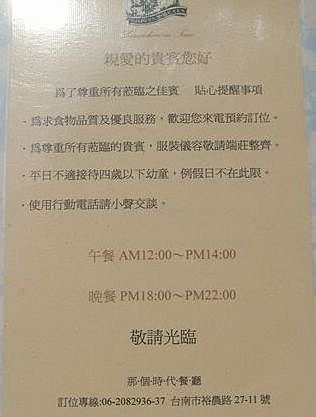 親愛的貴賓您好
爲了尊重所有蒞臨之佳賓 貼心提醒事項
·爲求食物品質及優良服務，歡迎您來電預約訂位。
·爲尊重所有蒞臨的貴賓，服裝儀容敬請端莊整齊。
·平日不適接待四歲以下幼童，例假日不在此限。
·使用行動電話請小聲交談。
午餐 AM12:00～PM14:00
晚餐 PM18:00～PM22:00
敬請光臨
那·個·時·代·餐·廳
訂位專線:06-2082936-37 台南市裕農路 27-11 號